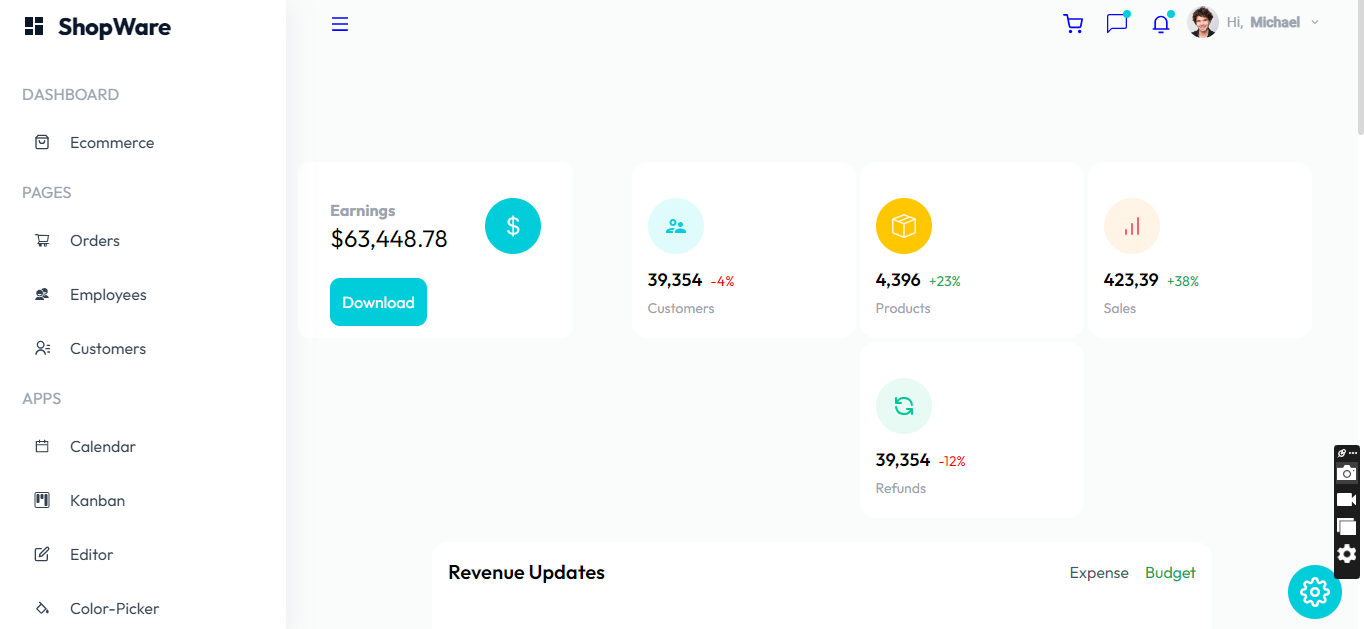 ShopWare
Hi, Michael
DASHBOARD
Ecommerce
PAGES
Orders
Employees
Customers
APPS
Calendar
Kanban
Editor
Color-Picker
Earnings
$63,448.78
$
Download
39,354 -4%
Customers
4,396 +23%
Products
423,39 +38%
Sales
39,354 -12%
Refunds
Revenue Updates
Expense
Budget